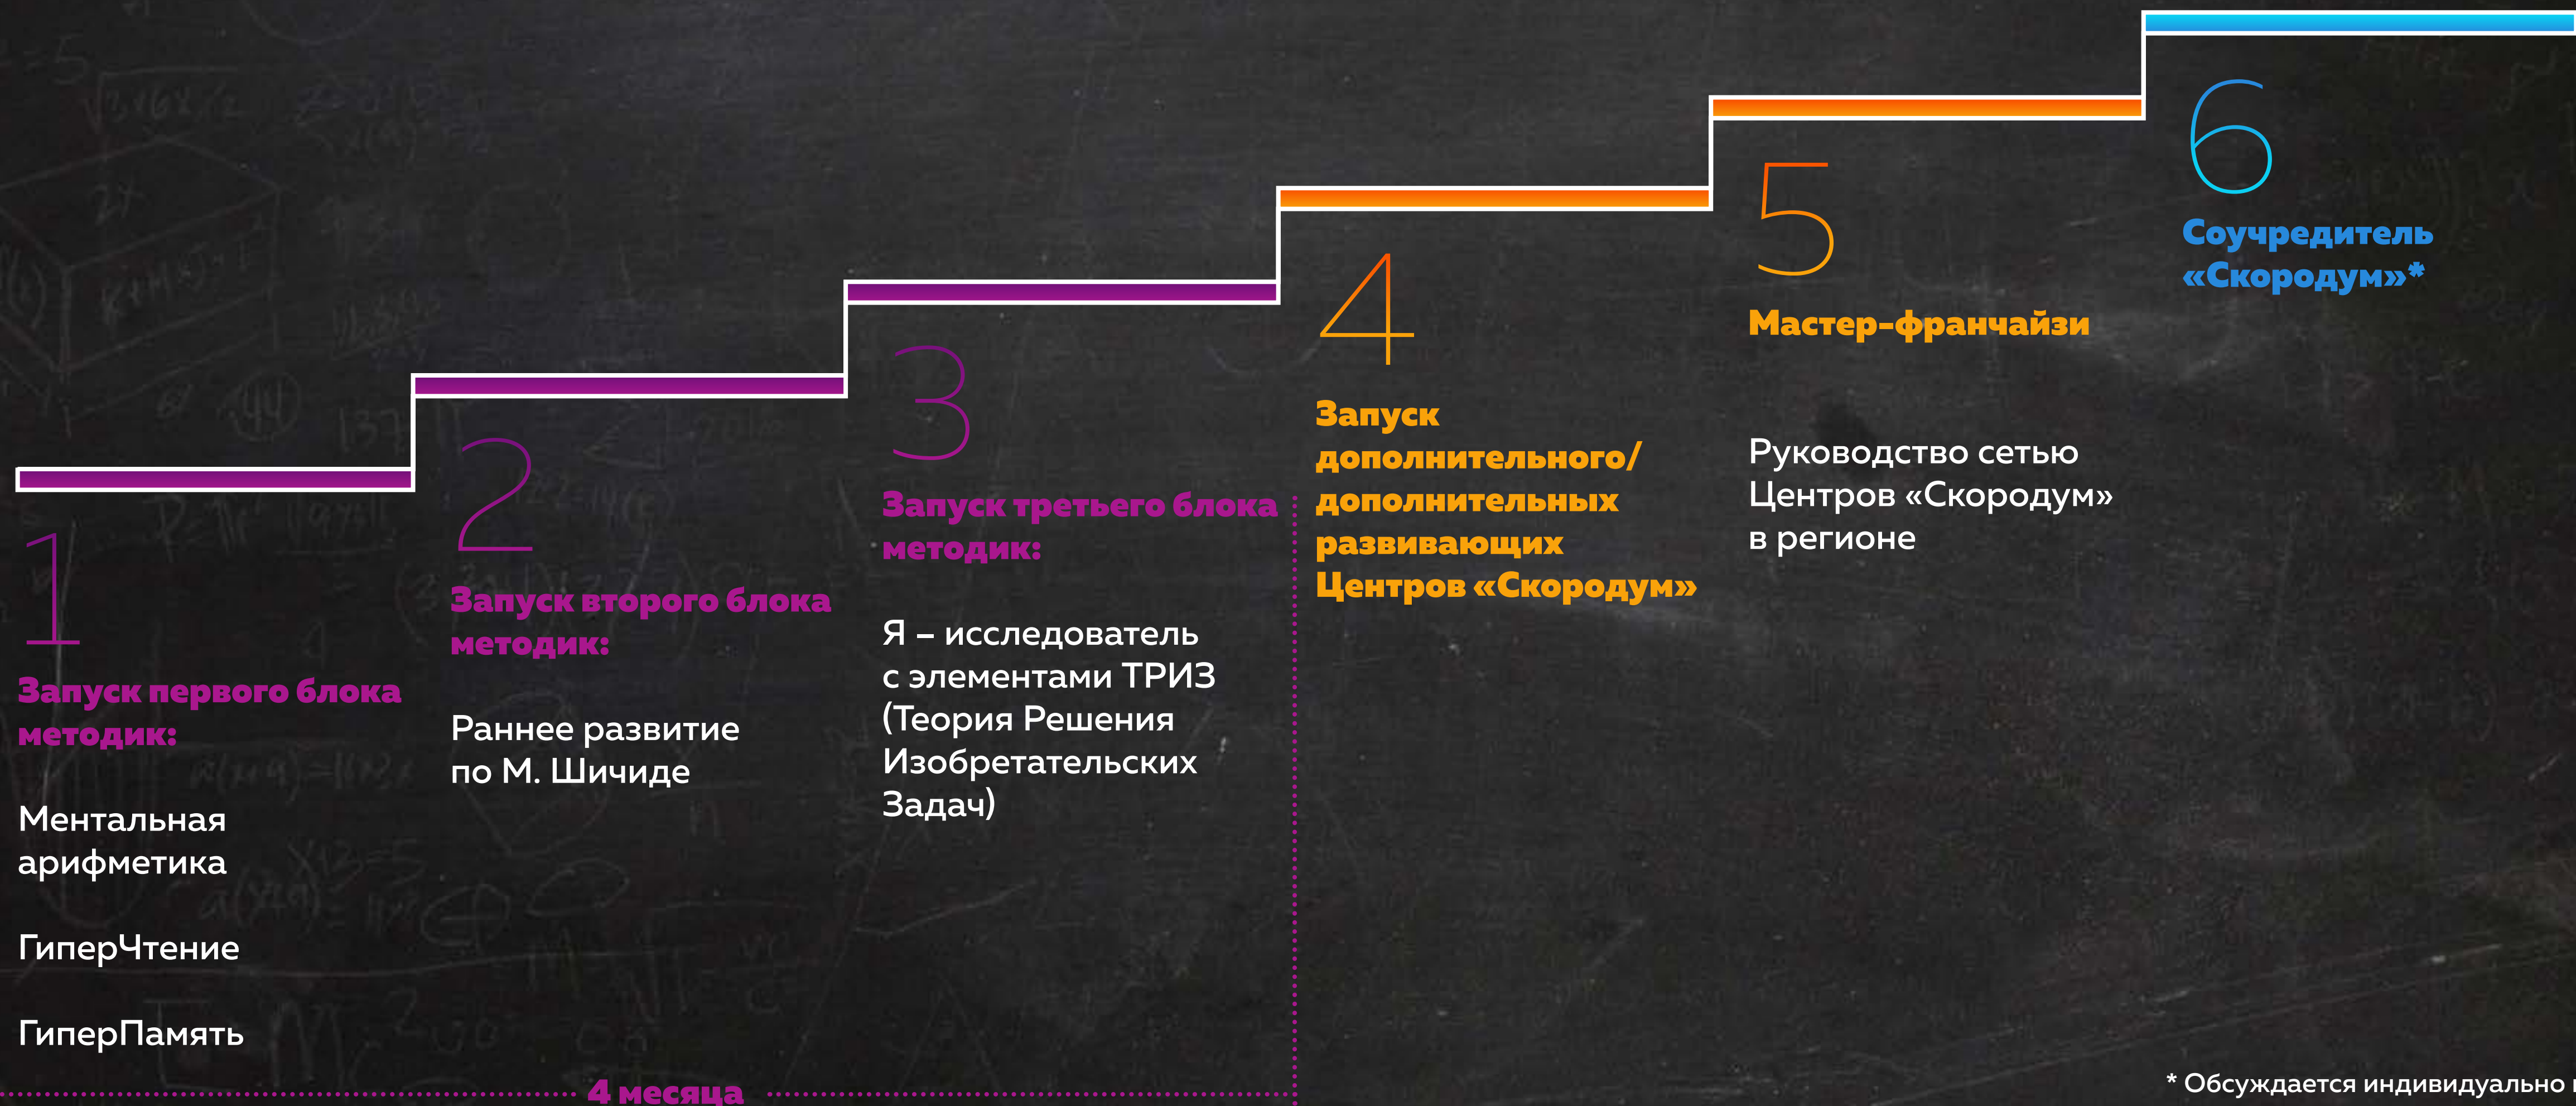 1
Запуск первого блока
методик:
Ментальная
арифметика
ГиперЧтение
ГиперПамять
2
Запуск второго блока
методик:
Раннее развитие
по М. Шичиде
3
Запуск третьего блока
методик:
Я – исследователь
с элементами ТРИЗ
(Теория Решения
Изобретательских
Задач)
4 месяца
4
Запуск
дополнительного/
дополнительных
развивающих
Центров «Скородум»
5
Мастер-франчайзи
Руководство сетью
Центров «Скородум»
в регионе
6
Соучредитель
«Скородум»*
* Обсуждается индивидуально